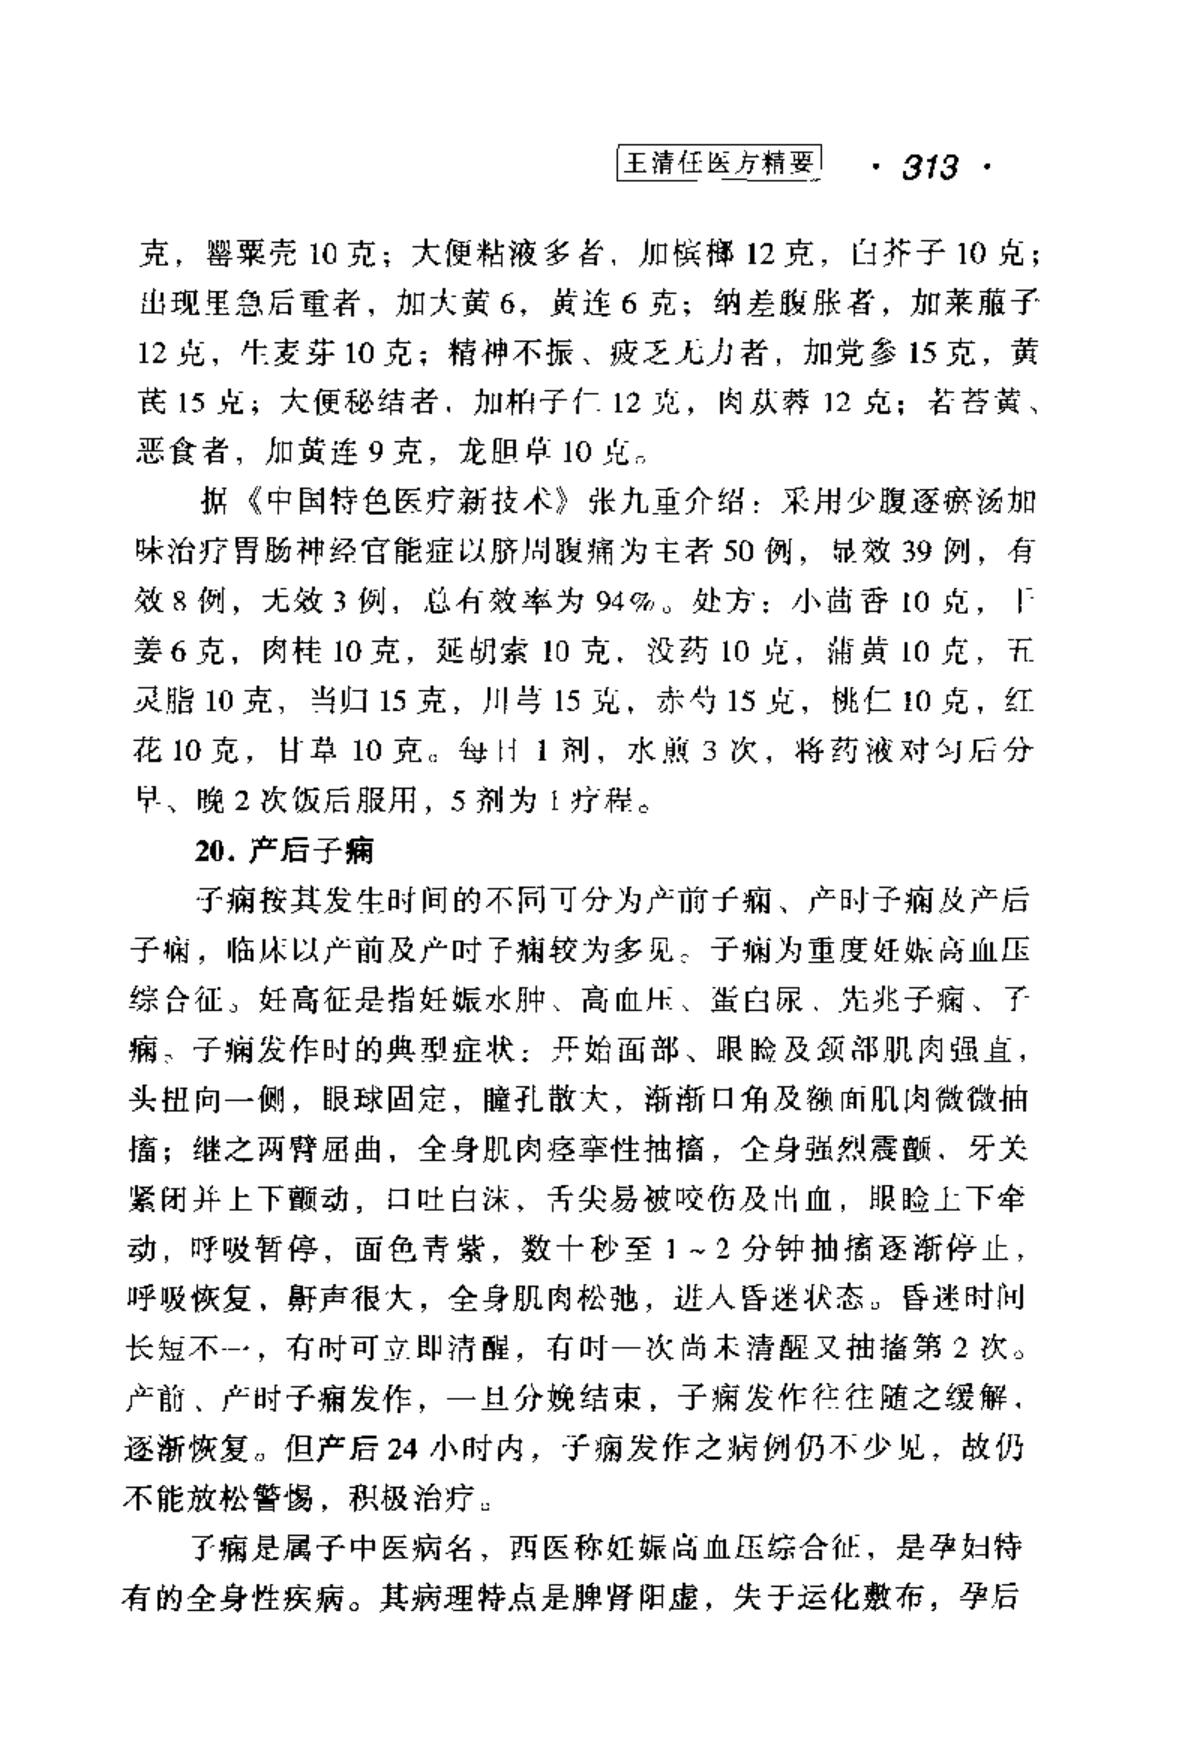 王清任医方精要 · 313 ·
克，罂粟壳 10 克；大便粘液多者，加槟榔 12 克，白芥子 10 克；
出现里急后重者，加大黄 6，黄连 6 克；纳差腹胀者，加莱菔子
12 克，生麦芽 10 克；精神不振、疲乏无力者，加党参 15 克，黄
芪 15 克；大便秘结者，加柏子仁 12 克，肉苁蓉 12 克；若苔黄、
恶食者，加黄连 9 克，龙胆草 10 克。
据《中国特色医疗新技术》张九重介绍：采用少腹逐瘀汤加
味治疗胃肠神经官能症以脐周腹痛为主者 50 例，显效 39 例，有
效 8 例，无效 3 例，总有效率为 94%。处方：小茴香 10 克，干
姜 6 克，肉桂 10 克，延胡索 10 克，没药 10 克，蒲黄 10 克，五
灵脂 10 克，当归 15 克，川芎 15 克，赤芍 15 克，桃仁 10 克，红
花 10 克，甘草 10 克。每日 1 剂，水煎 3 次，将药液对匀后分
早、晚 2 次饭后服用，5 剂为 1 疗程。
20. 产后子痫
子痫按其发生时间的不同可分为产前子痫、产时子痫及产后
子痫，临床以产前及产时子痫较为多见。子痫为重度妊娠高血压
综合征。妊高征是指妊娠水肿、高血压、蛋白尿、先兆子痫、子
痫。子痫发作时的典型症状：开始面部、眼睑及颈部肌肉强直，
头扭向一侧，眼球固定，瞳孔散大，渐渐口角及额面肌肉微微抽
搐；继之两臂屈曲，全身肌肉痉挛性抽搐，全身强烈震颤、牙关
紧闭并上下颤动，口吐白沫，舌尖易被咬伤及出血，眼睑上下牵
动，呼吸暂停，面色青紫，数十秒至 1～2 分钟抽搐逐渐停止，
呼吸恢复，鼾声很大，全身肌肉松弛，进入昏迷状态。昏迷时间
长短不一，有时可立即清醒，有时一次尚未清醒又抽搐第 2 次。
产前、产时子痫发作，一旦分娩结束，子痫发作往往随之缓解，
逐渐恢复。但产后 24 小时内，子痫发作之病例仍不少见，故仍
不能放松警惕，积极治疗。
子痫是属子中医病名，西医称妊娠高血压综合征，是孕妇特
有的全身性疾病。其病理特点是脾肾阳虚，失于运化敷布，孕后